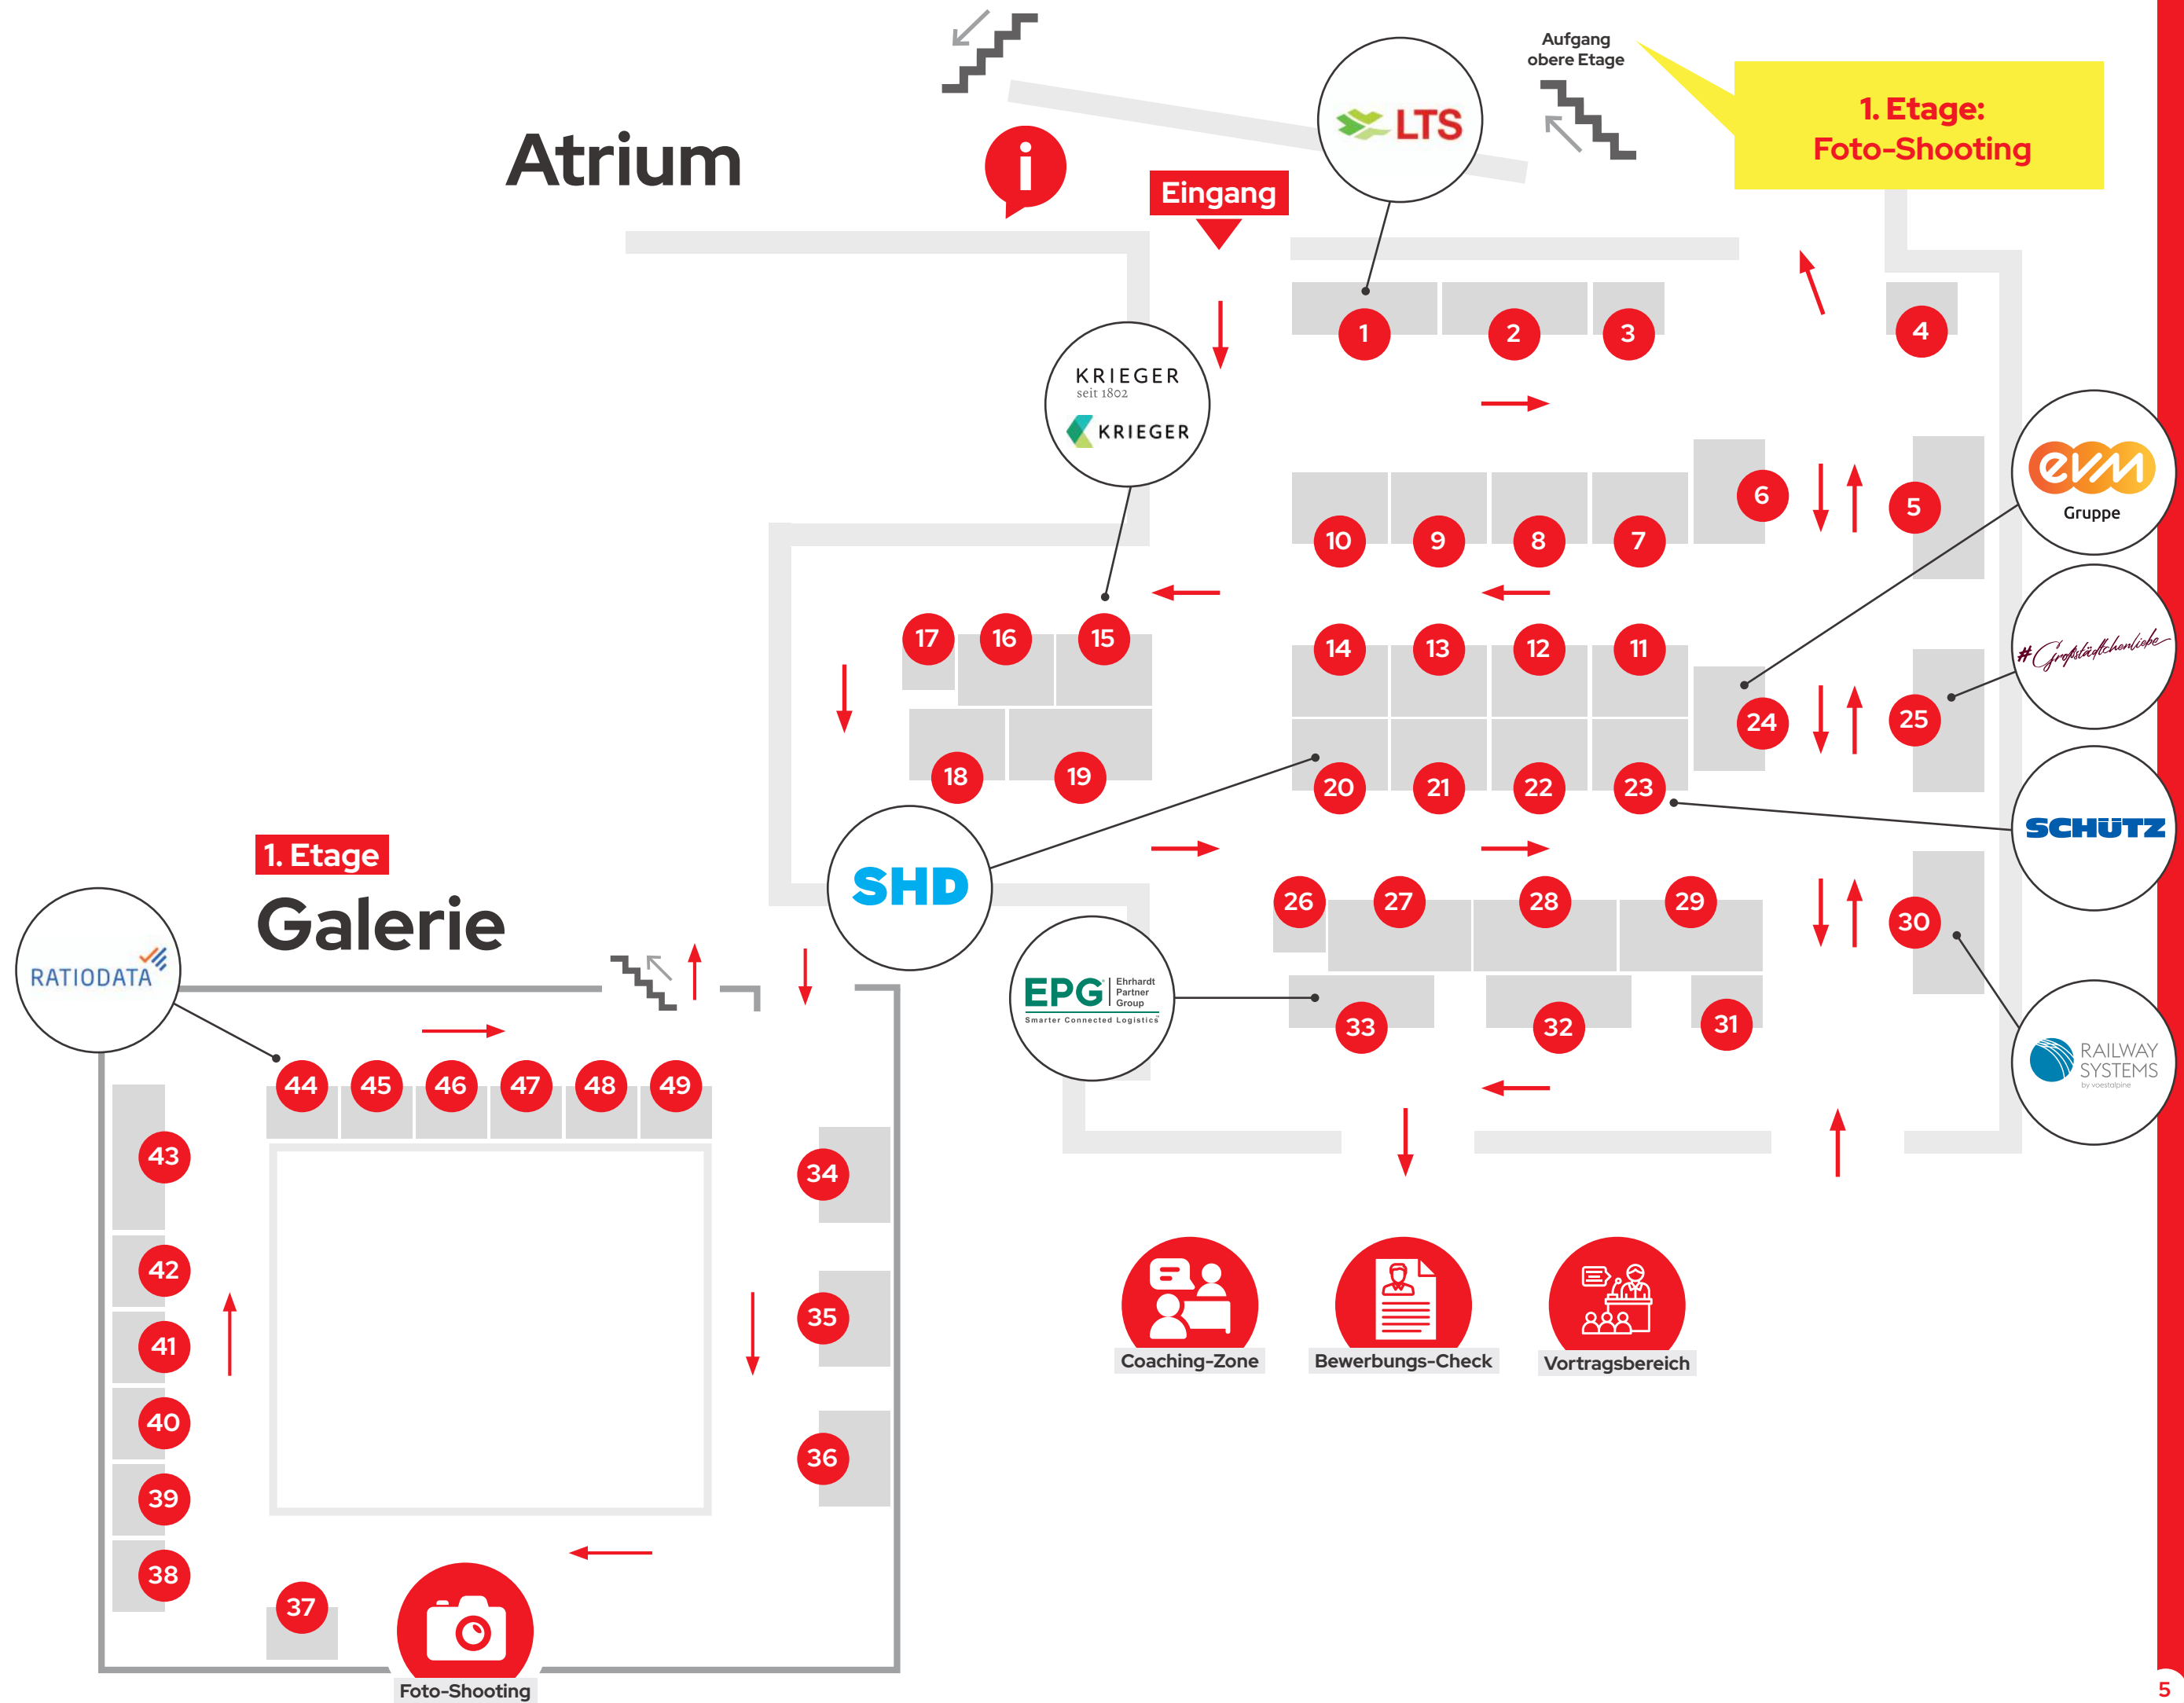 Aufgang
obere Etage
1. Etage:
Foto-Shooting
Atrium
i
Eingang
LTS
1
2
3
4
KRIEGER
seit 1802
KRIEGER
evm
Gruppe
6
5
10
9
8
7
17
16
15
14
13
12
11
#Großstädtchenliebe
24
25
18
19
20
21
22
23
SCHÜTZ
SHD
1. Etage
Galerie
26
27
28
29
30
RATIODATA
EPG
Ehrhardt
Partner
Group
Smarter Connected Logistics
33
32
31
RAILWAY
SYSTEMS
by voestalpine
44
45
46
47
48
49
43
34
42
35
41
40
36
39
38
37
Coaching-Zone
Bewerbungs-Check
Vortragsbereich
Foto-Shooting
5